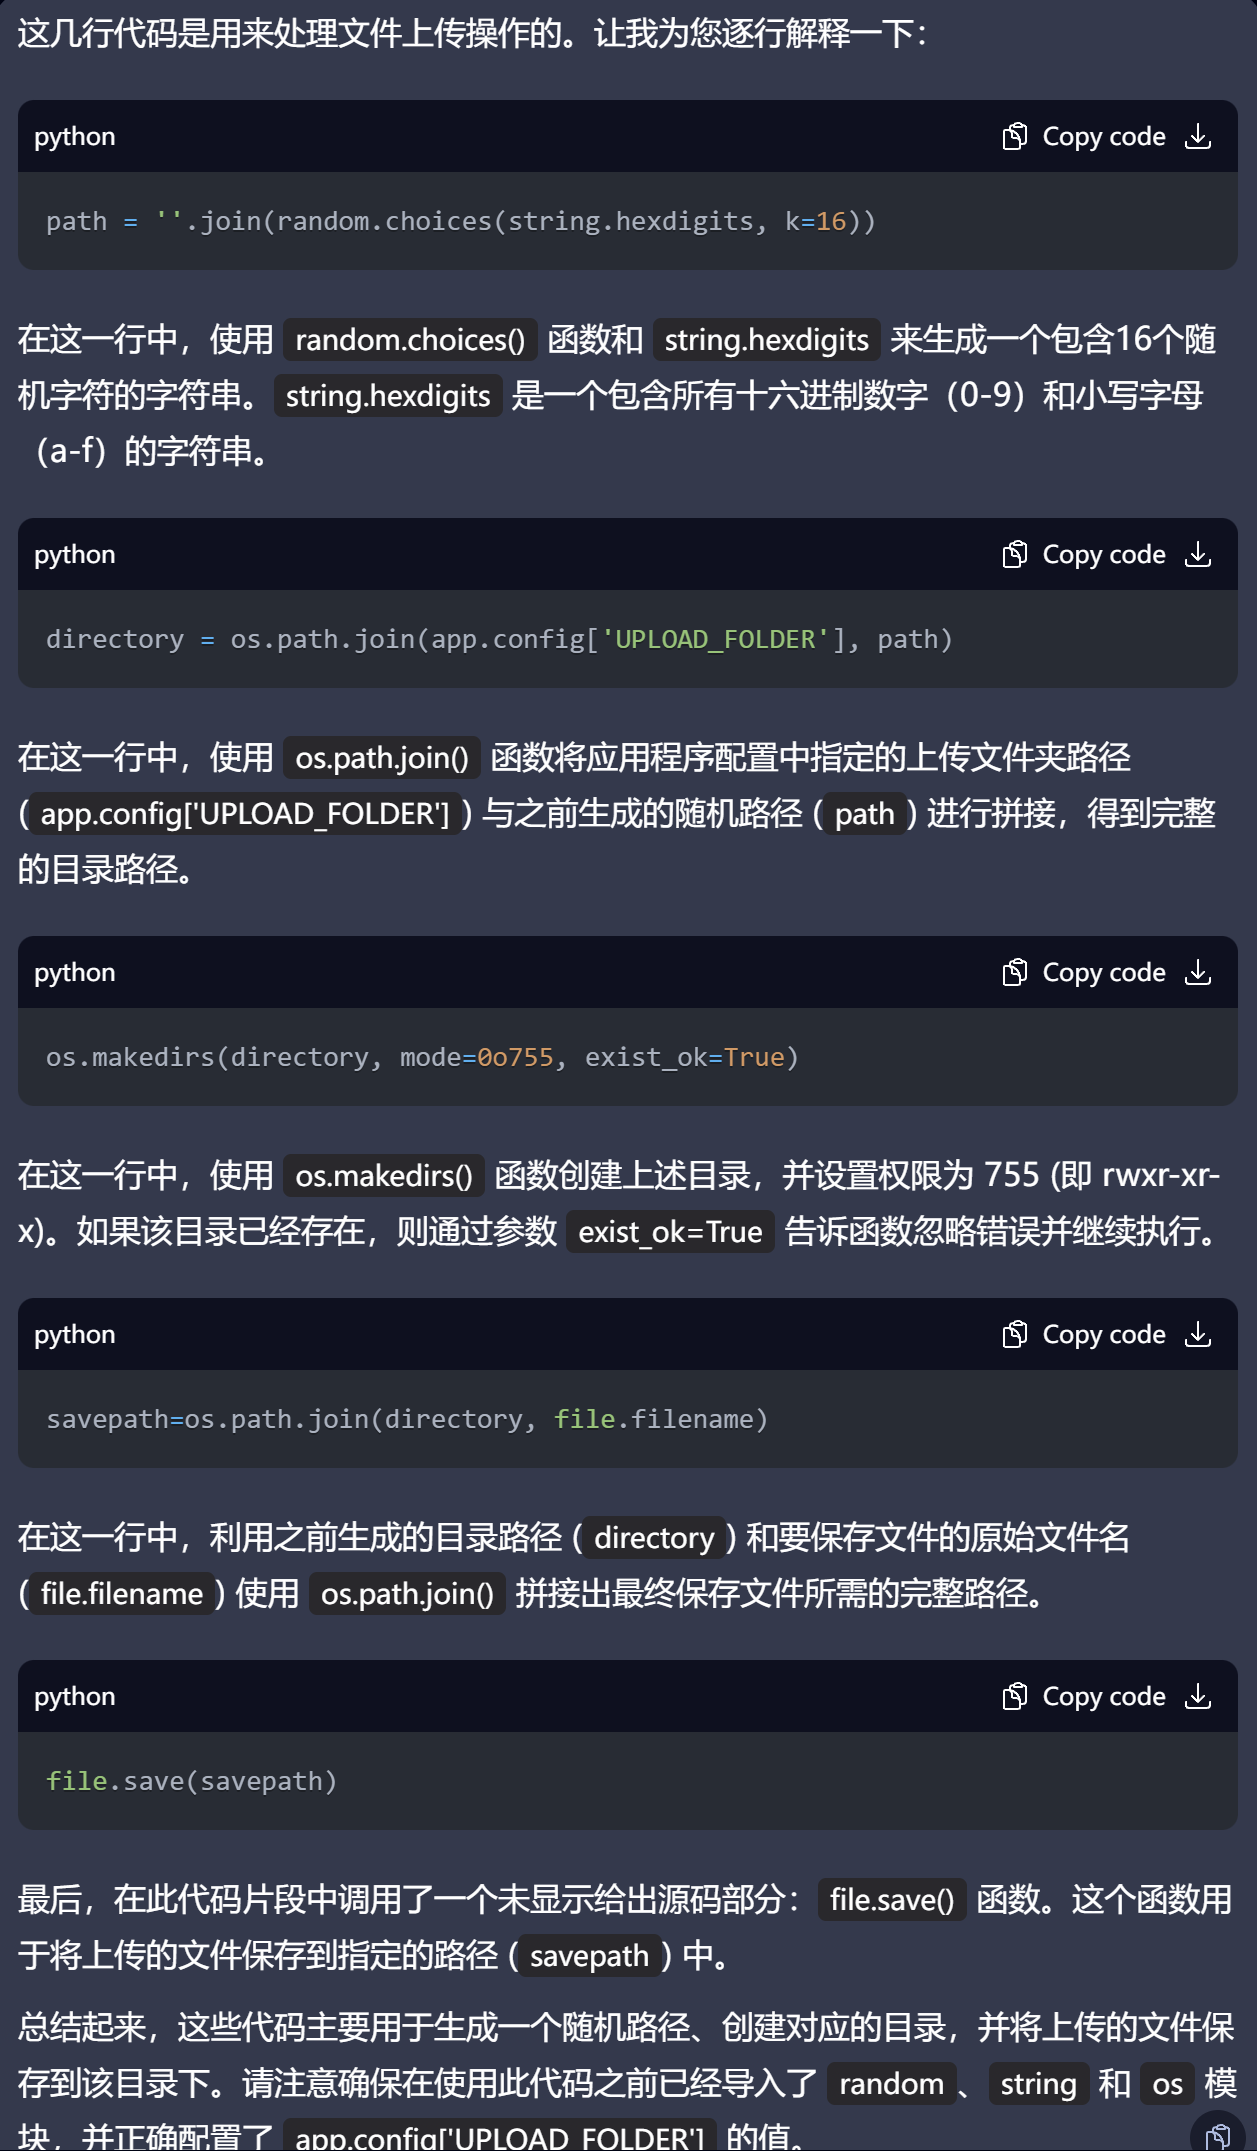 这几行代码是用来处理文件上传操作的。让我为您逐行解释一下：
python Copy code
path = ''.join(random.choices(string.hexdigits, k=16))
在这一行中，使用 random.choices() 函数和 string.hexdigits 来生成一个包含16个随
机字符的字符串。 string.hexdigits 是一个包含所有十六进制数字（0-9）和小写字母
（a-f）的字符串。
python Copy code
directory = os.path.join(app.config['UPLOAD_FOLDER'], path)
在这一行中，使用 os.path.join() 函数将应用程序配置中指定的上传文件夹路径
( app.config['UPLOAD_FOLDER'] ) 与之前生成的随机路径 ( path ) 进行拼接，得到完整
的目录路径。
python Copy code
os.makedirs(directory, mode=0o755, exist_ok=True)
在这一行中，使用 os.makedirs() 函数创建上述目录，并设置权限为 755 (即 rwxr-xr-
x)。如果该目录已经存在，则通过参数 exist_ok=True 告诉函数忽略错误并继续执行。
python Copy code
savepath=os.path.join(directory, file.filename)
在这一行中，利用之前生成的目录路径 ( directory ) 和要保存文件的原始文件名
( file.filename ) 使用 os.path.join() 拼接出最终保存文件所需的完整路径。
python Copy code
file.save(savepath)
最后，在此代码片段中调用了一个未显示给出源码部分： file.save() 函数。这个函数用
于将上传的文件保存到指定的路径 ( savepath ) 中。
总结起来，这些代码主要用于生成一个随机路径、创建对应的目录，并将上传的文件保
存到该目录下。请注意确保在使用此代码之前已经导入了 random 、 string 和 os 模
块，并正确配置了 app.config['UPLOAD_FOLDER'] 的值。